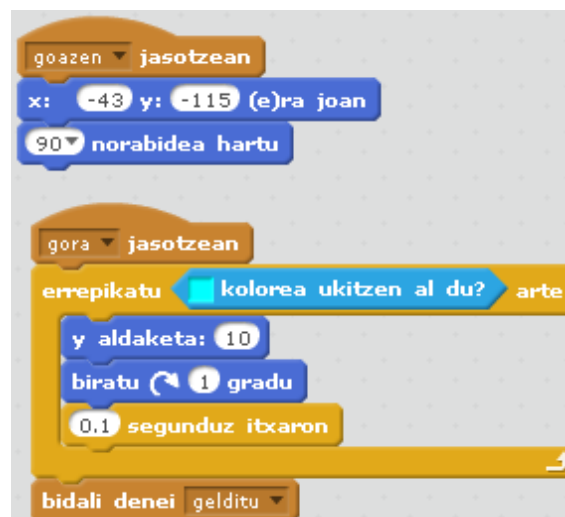 goazen jasotzean
x: -43 y: -115 (e)ra joan
90 norabidea hartu
gora jasotzean
errepikatu kolorea ukitzen al du? arte
y aldaketa: 10
biratu 1 gradu
0.1 segunduz itxaron
bidali denei gelditu